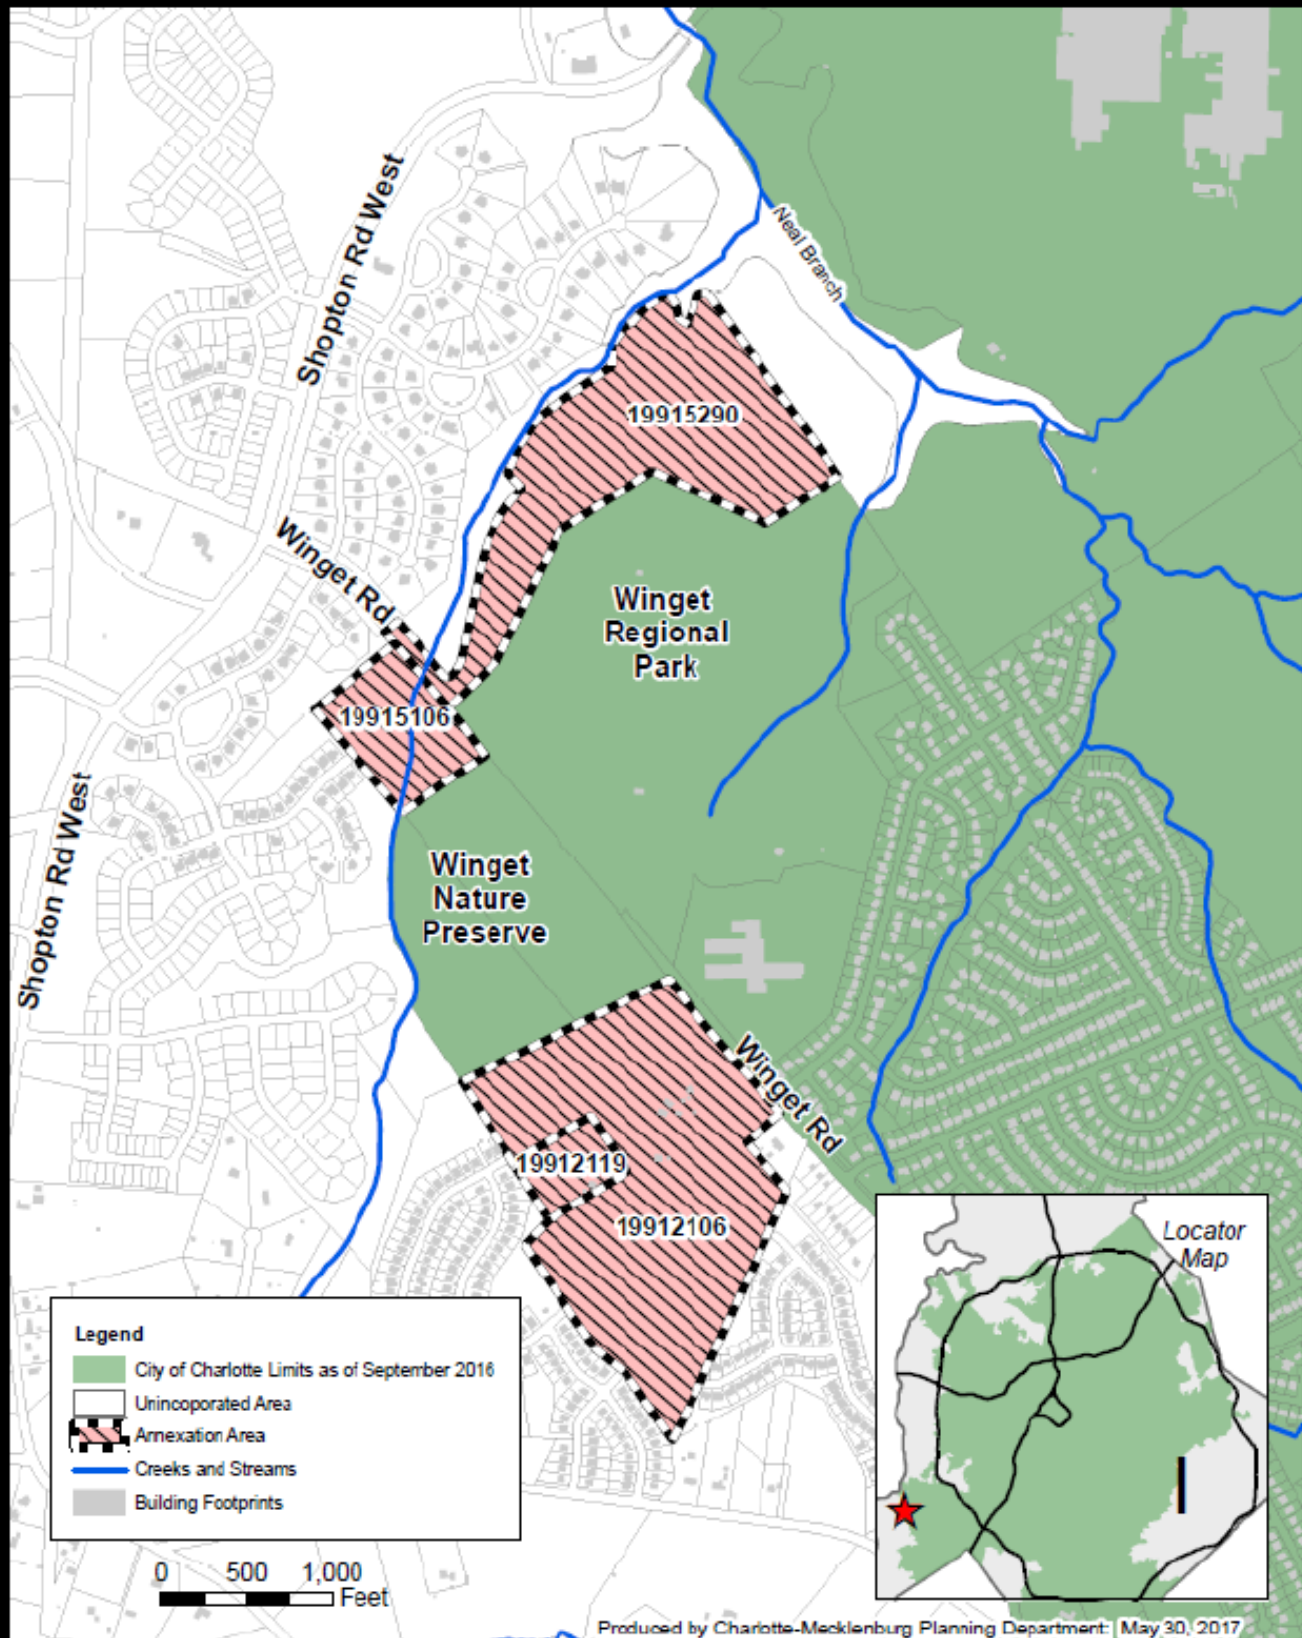 Shopton Rd West
Neal Branch
19915290
Winget Rd
Winget
Regional
Park
19915106
Shopton Rd West
Winget
Nature
Preserve
Winget Rd
19912119
19912106
Locator
Map
Legend
City of Charlotte Limits as of September 2016
Unincoporated Area
Annexation Area
Creeks and Streams
Building Footprints
0 500 1,000
Feet
Produced by Charlotte-Mecklenburg Planning Department: May 30, 2017